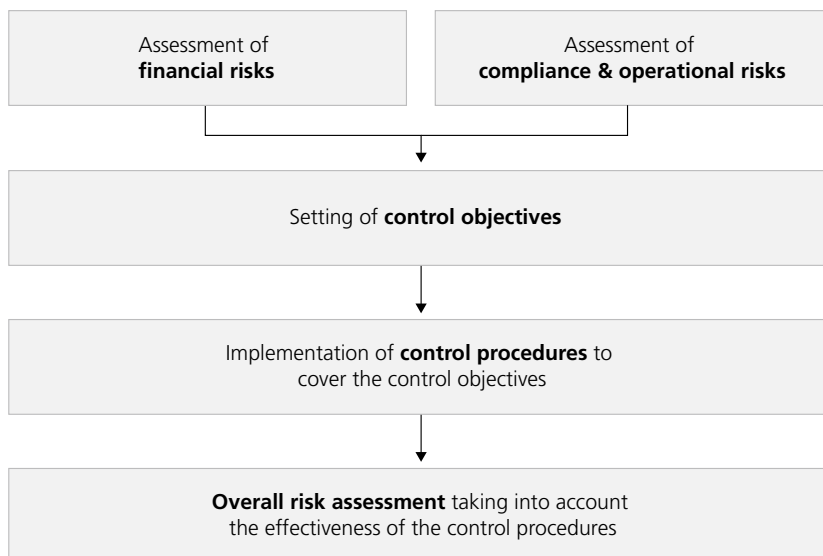 Assessment of
financial risks
Assessment of
compliance & operational risks
Setting of control objectives
Implementation of control procedures to
cover the control objectives
Overall risk assessment taking into account
the effectiveness of the control procedures